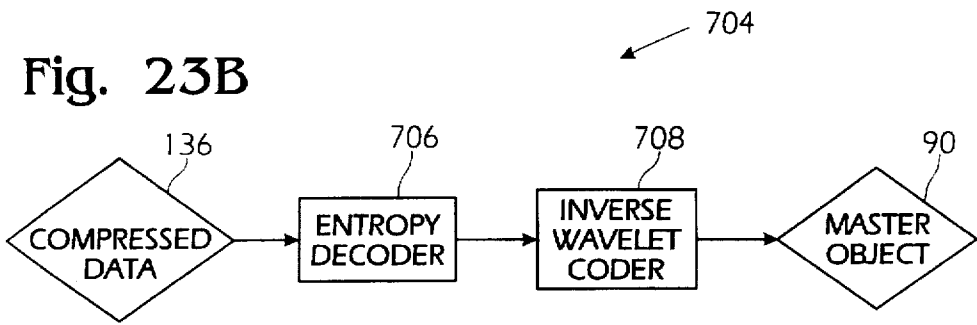 704
Fig. 23B
136
706
708
90
COMPRESSED
DATA
ENTROPY
DECODER
INVERSE
WAVELET
CODER
MASTER
OBJECT